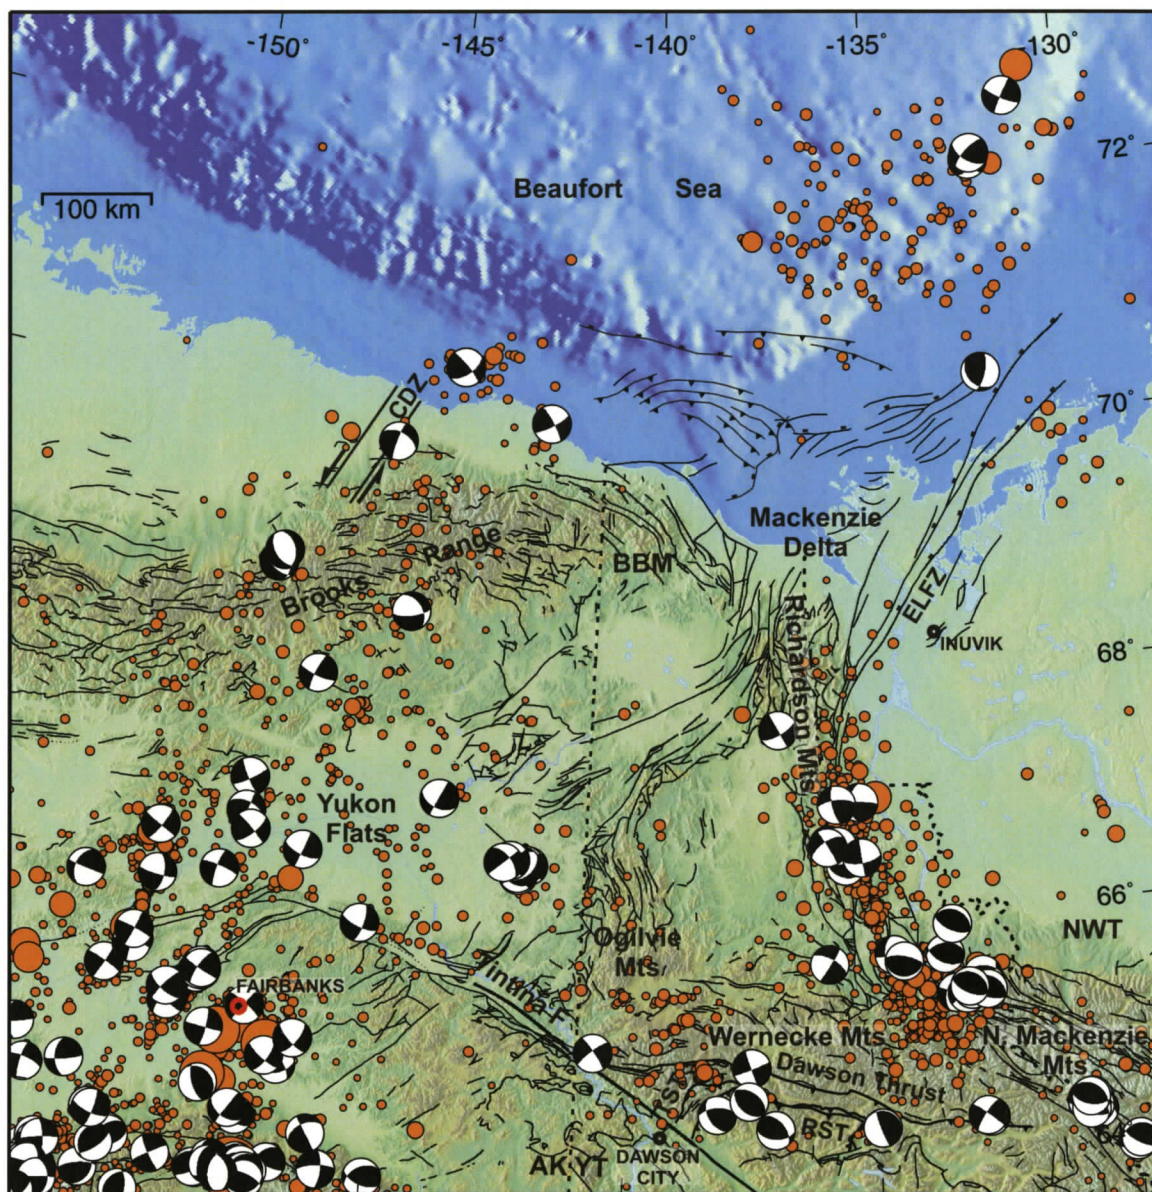 -150°
-145°
-140°
-135°
-130°
72°
Beaufort Sea
100 km
CDZ
70°
Mackenzie
Delta
Brooks Range
BBM
Richardson Mts
ELFZ
INUVIK
68°
Yukon
Flats
66°
NWT
Ogilvie
Mts
Tintina F
FAIRBANKS
Wernecke Mts
N. Mackenzie
Mts
Dawson Thrust
RST
RST
64°
AK YT
DAWSON
CITY